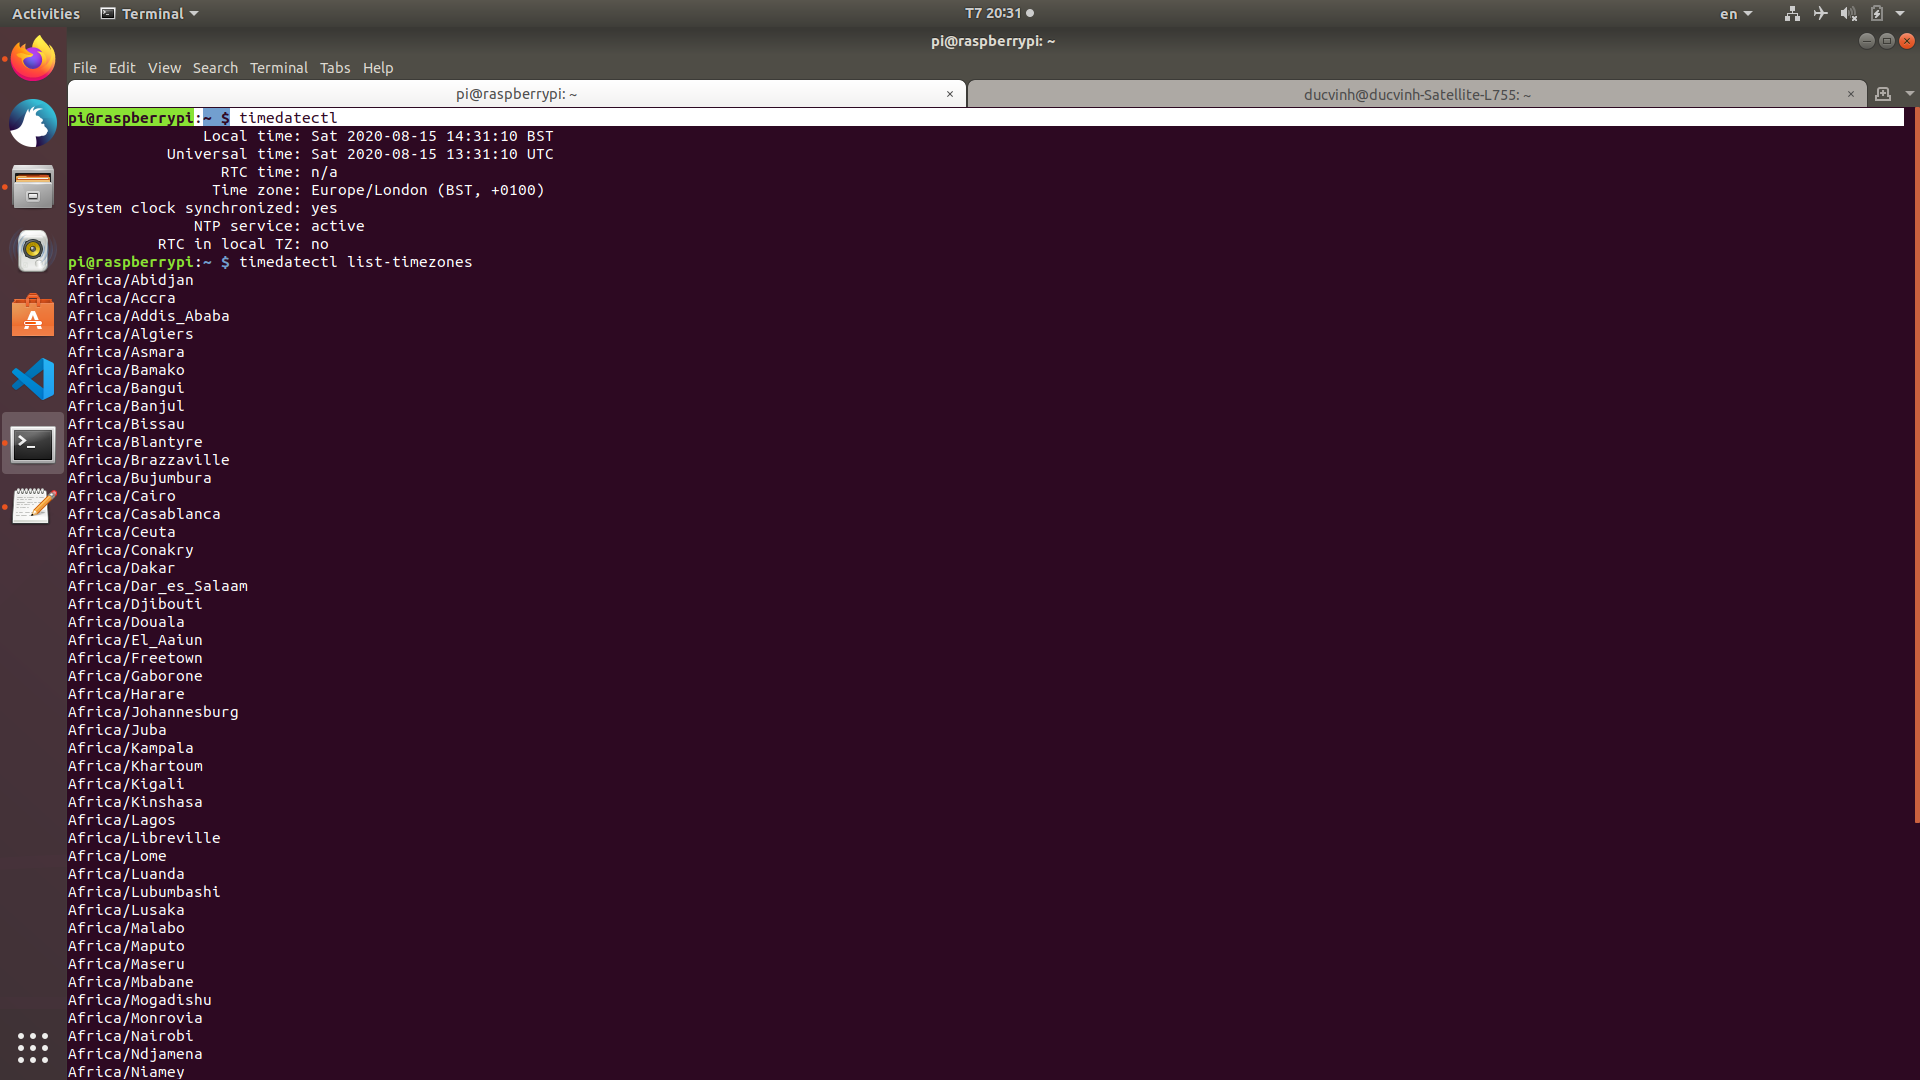 Activities
Terminal
T7 20:31
en
pi@raspberrypi: ~
File Edit View Search Terminal Tabs Help
pi@raspberrypi: ~
ducvinh@ducvinh-Satellite-L755: ~
pi@raspberrypi:~ $ timedatectl
Local time: Sat 2020-08-15 14:31:10 BST
Universal time: Sat 2020-08-15 13:31:10 UTC
RTC time: n/a
Time zone: Europe/London (BST, +0100)
System clock synchronized: yes
NTP service: active
RTC in local TZ: no
pi@raspberrypi:~ $ timedatectl list-timezones
Africa/Abidjan
Africa/Accra
Africa/Addis_Ababa
Africa/Algiers
Africa/Asmara
Africa/Bamako
Africa/Bangui
Africa/Banjul
Africa/Bissau
Africa/Blantyre
Africa/Brazzaville
Africa/Bujumbura
Africa/Cairo
Africa/Casablanca
Africa/Ceuta
Africa/Conakry
Africa/Dakar
Africa/Dar_es_Salaam
Africa/Djibouti
Africa/Douala
Africa/El_Aaiun
Africa/Freetown
Africa/Gaborone
Africa/Harare
Africa/Johannesburg
Africa/Juba
Africa/Kampala
Africa/Khartoum
Africa/Kigali
Africa/Kinshasa
Africa/Lagos
Africa/Libreville
Africa/Lome
Africa/Luanda
Africa/Lubumbashi
Africa/Lusaka
Africa/Malabo
Africa/Maputo
Africa/Maseru
Africa/Mbabane
Africa/Mogadishu
Africa/Monrovia
Africa/Nairobi
Africa/Ndjamena
Africa/Niamey